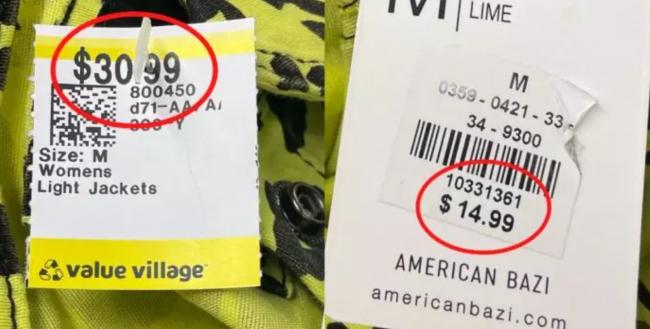 $30.99
800450
d71-AA
Size: M
Womens
Light Jackets
value village
M LIME
M
0359 - 0421 - 33
34 - 9300
10331361
$ 14.99
AMERICAN BAZI
americanbazi.com